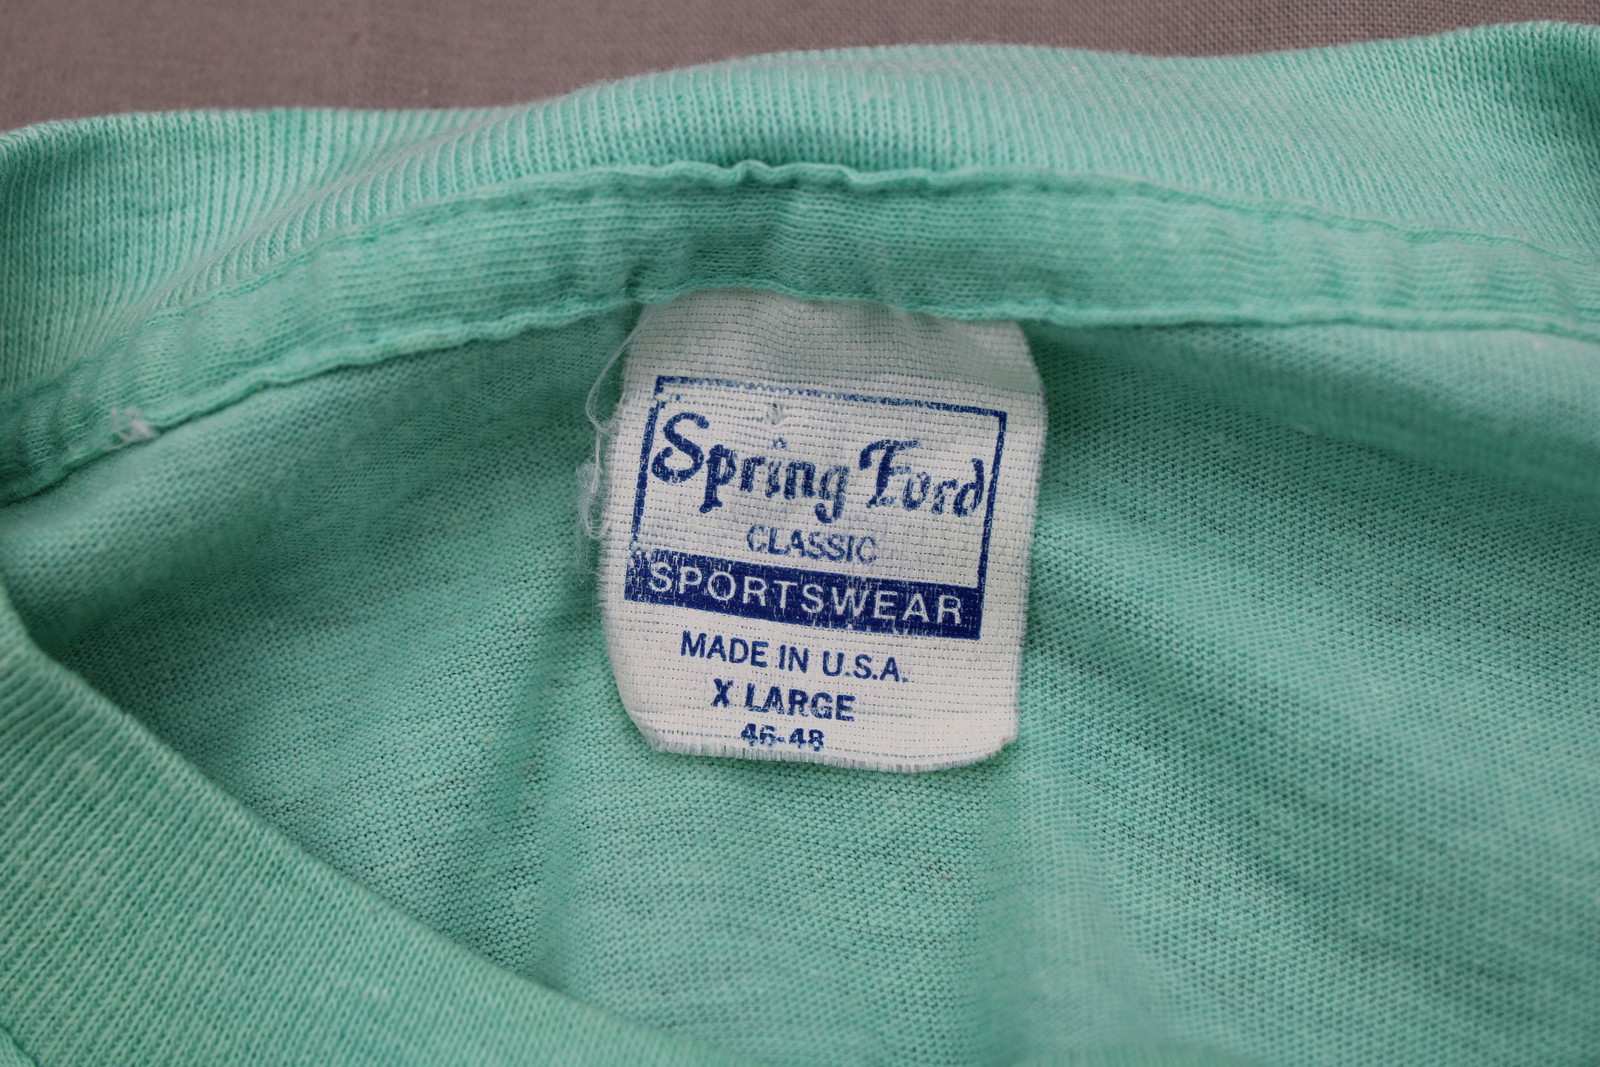 Spring Ford
CLASSIC
SPORTSWEAR
MADE IN U.S.A.
X LARGE
46-48